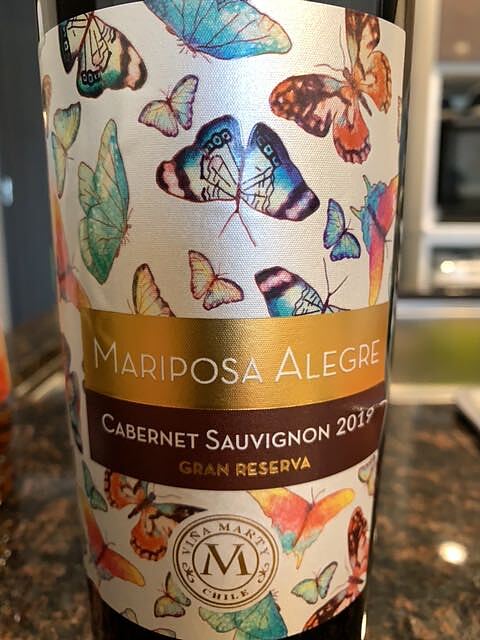 MARIPOSA ALEGRE
CABERNET SAUVIGNON 2019
GRAN RESERVA
VIÑA MARTY
M
CHILE